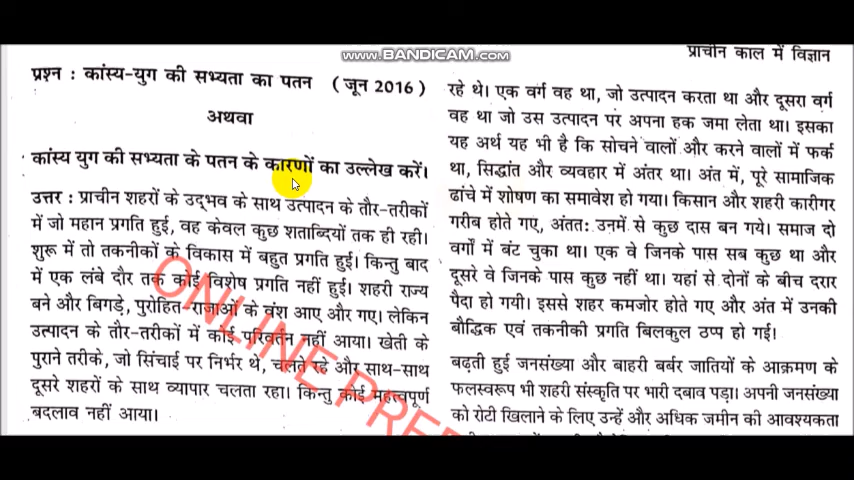 www.BANDICAM.com
प्राचीन काल में विज्ञान
प्रश्न : कांस्य-युग की सभ्यता का पतन (जून 2016)
अथवा
कांस्य युग की सभ्यता के पतन के कारणों का उल्लेख करें।
उत्तर : प्राचीन शहरों के उद्भव के साथ उत्पादन के तौर-तरीकों
में जो महान प्रगति हुई, वह केवल कुछ शताब्दियों तक ही रही।
शुरू में तो तकनीकों के विकास में बहुत प्रगति हुई। किन्तु बाद
में एक लंबे दौर तक कोई विशेष प्रगति नहीं हुई। शहरी राज्य
बने और बिगड़े, पुरोहित-राजाओं के वंश आए और गए। लेकिन
उत्पादन के तौर-तरीकों में कोई परिवर्तन नहीं आया। खेती के
पुराने तरीके, जो सिंचाई पर निर्भर थे, चलते रहे और साथ-साथ
दूसरे शहरों के साथ व्यापार चलता रहा। किन्तु कोई महत्वपूर्ण
बदलाव नहीं आया।
रहे थे। एक वर्ग वह था, जो उत्पादन करता था और दूसरा वर्ग
वह था जो उस उत्पादन पर अपना हक जमा लेता था। इसका
यह अर्थ यह भी है कि सोचने वालों और करने वालों में फर्क
था, सिद्धांत और व्यवहार में अंतर था। अंत में, पूरे सामाजिक
ढांचे में शोषण का समावेश हो गया। किसान और शहरी कारीगर
गरीब होते गए, अंतत: उनमें से कुछ दास बन गये। समाज दो
वर्गों में बंट चुका था। एक वे जिनके पास सब कुछ था और
दूसरे वे जिनके पास कुछ नहीं था। यहां से दोनों के बीच दरार
पैदा हो गयी। इससे शहर कमजोर होते गए और अंत में उनकी
बौद्धिक एवं तकनीकी प्रगति बिलकुल ठप्प हो गई।
बढ़ती हुई जनसंख्या और बाहरी बर्बर जातियों के आक्रमण के
फलस्वरूप भी शहरी संस्कृति पर भारी दबाव पड़ा। अपनी जनसंख्या
को रोटी खिलाने के लिए उन्हें और अधिक जमीन की आवश्यकता
ONLINE PREP